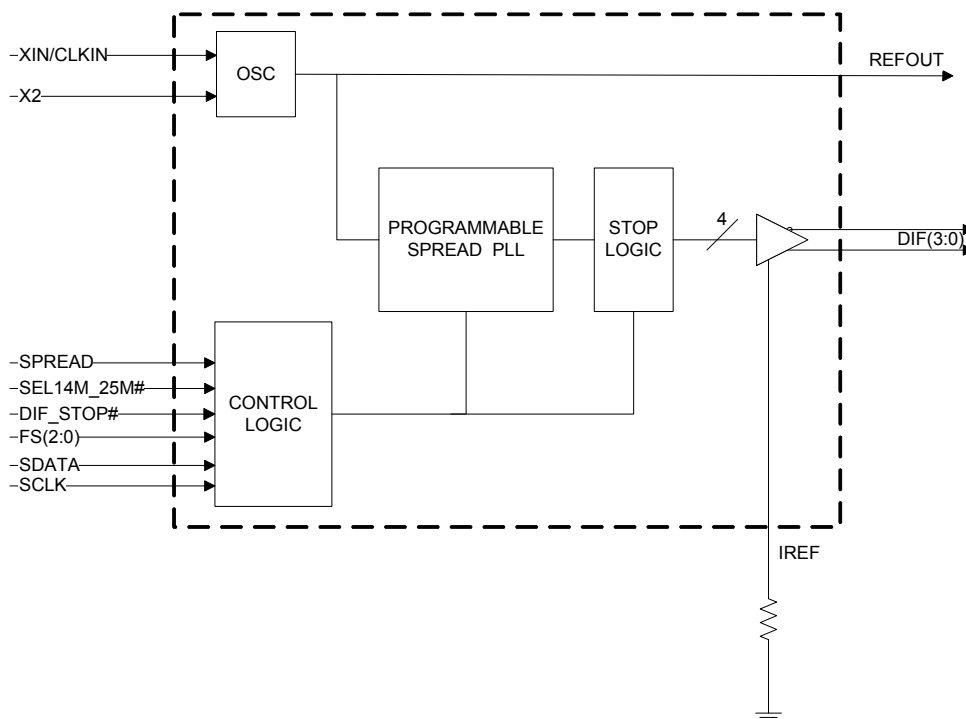 XIN/CLKIN
X2
OSC
REFOUT
PROGRAMMABLE
SPREAD PLL
STOP
LOGIC
4
DIF(3:0)
SPREAD
SEL14M_25M#
DIF_STOP#
FS(2:0)
SDATA
SCLK
CONTROL
LOGIC
IREF